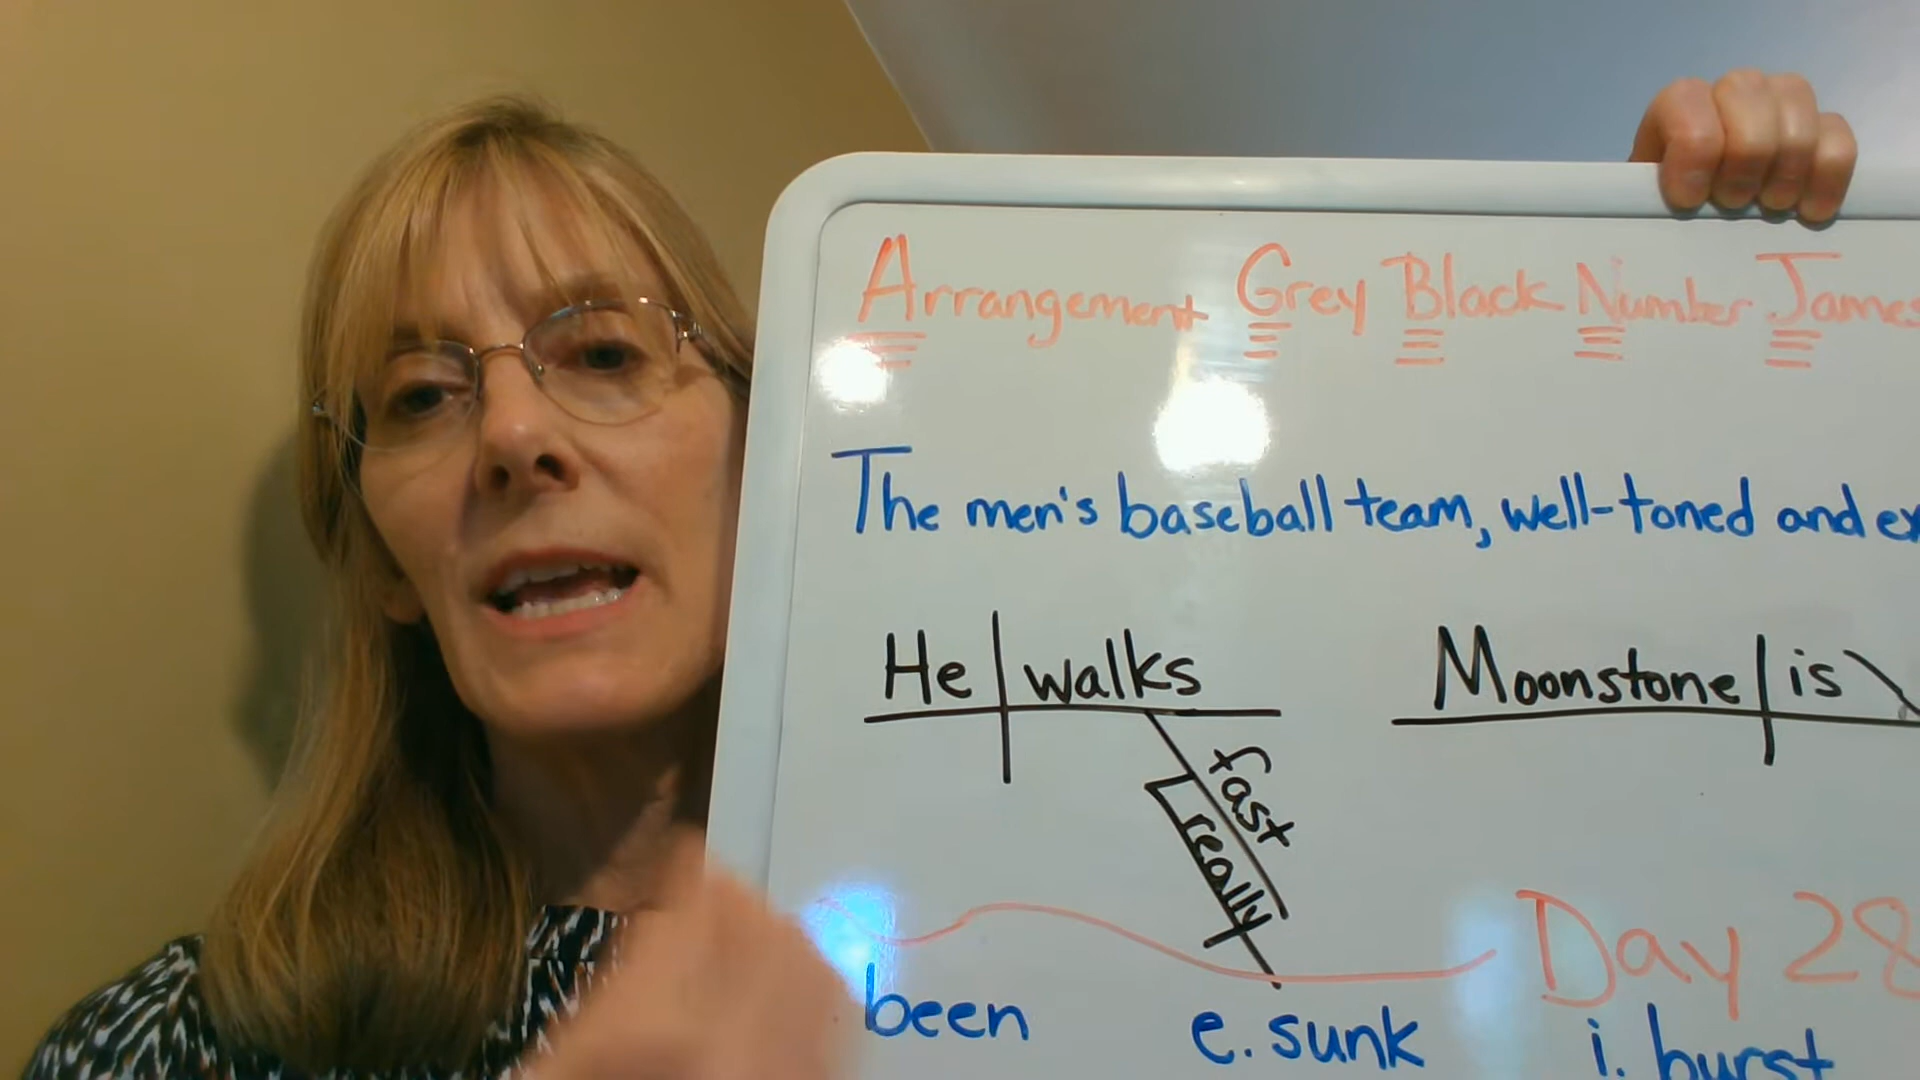 Arrangement Grey Black Number James
The men's baseball team, well-toned and ex
He walks
fast
really
Moonstone is
Day 28
been e. sunk i. burst